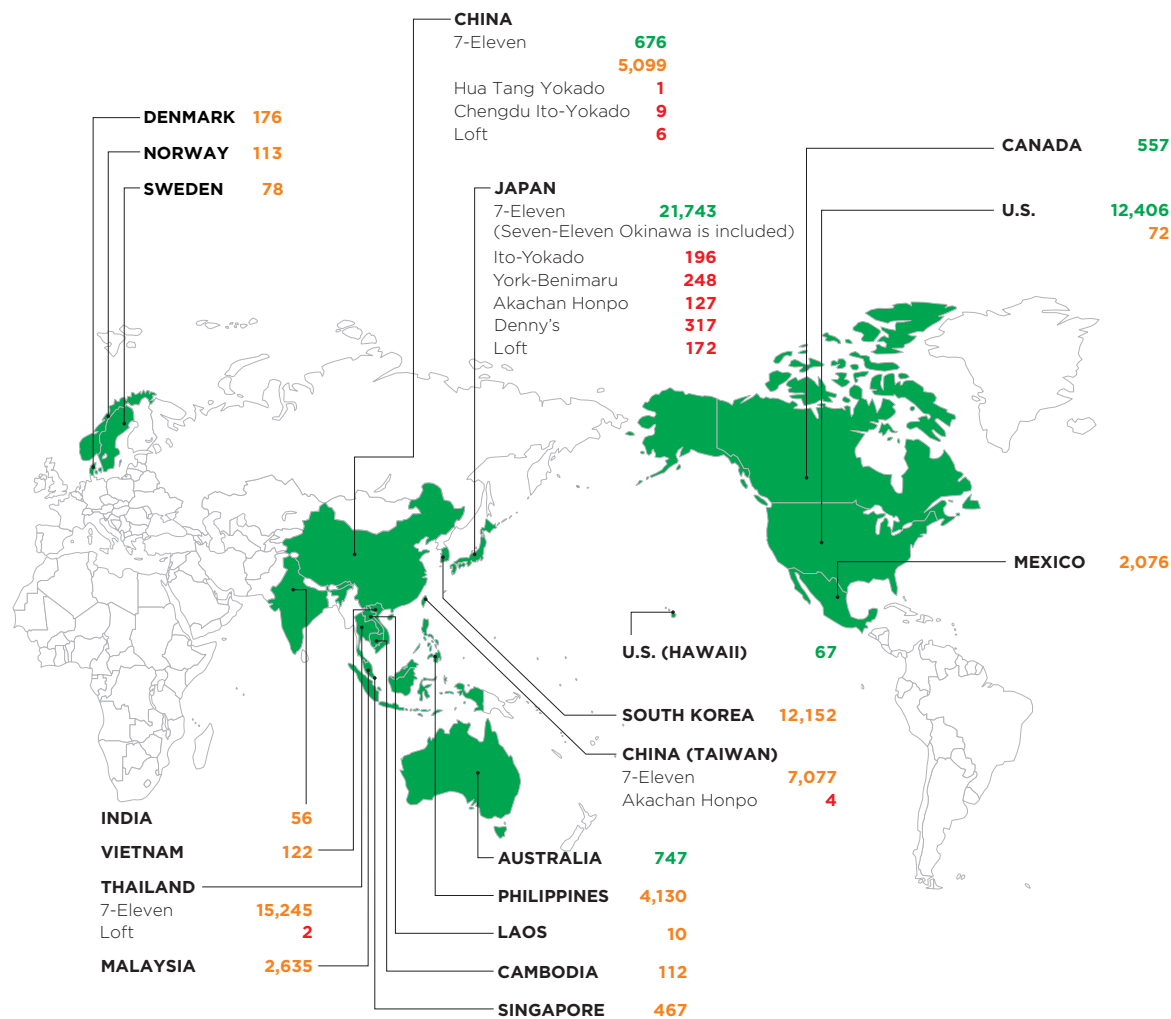 CHINA
7-Eleven 676
5,099
Hua Tang Yokado 1
Chengdu Ito-Yokado 9
Loft 6
DENMARK 176
NORWAY 113
SWEDEN 78
JAPAN
7-Eleven 21,743
(Seven-Eleven Okinawa is included)
Ito-Yokado 196
York-Benimaru 248
Akachan Honpo 127
Denny's 317
Loft 172
CANADA 557
U.S. 12,406
72
MEXICO 2,076
U.S. (HAWAII) 67
SOUTH KOREA 12,152
CHINA (TAIWAN)
7-Eleven 7,077
Akachan Honpo 4
INDIA 56
VIETNAM 122
THAILAND
7-Eleven 15,245
Loft 2
MALAYSIA 2,635
AUSTRALIA 747
PHILIPPINES 4,130
LAOS 10
CAMBODIA 112
SINGAPORE 467